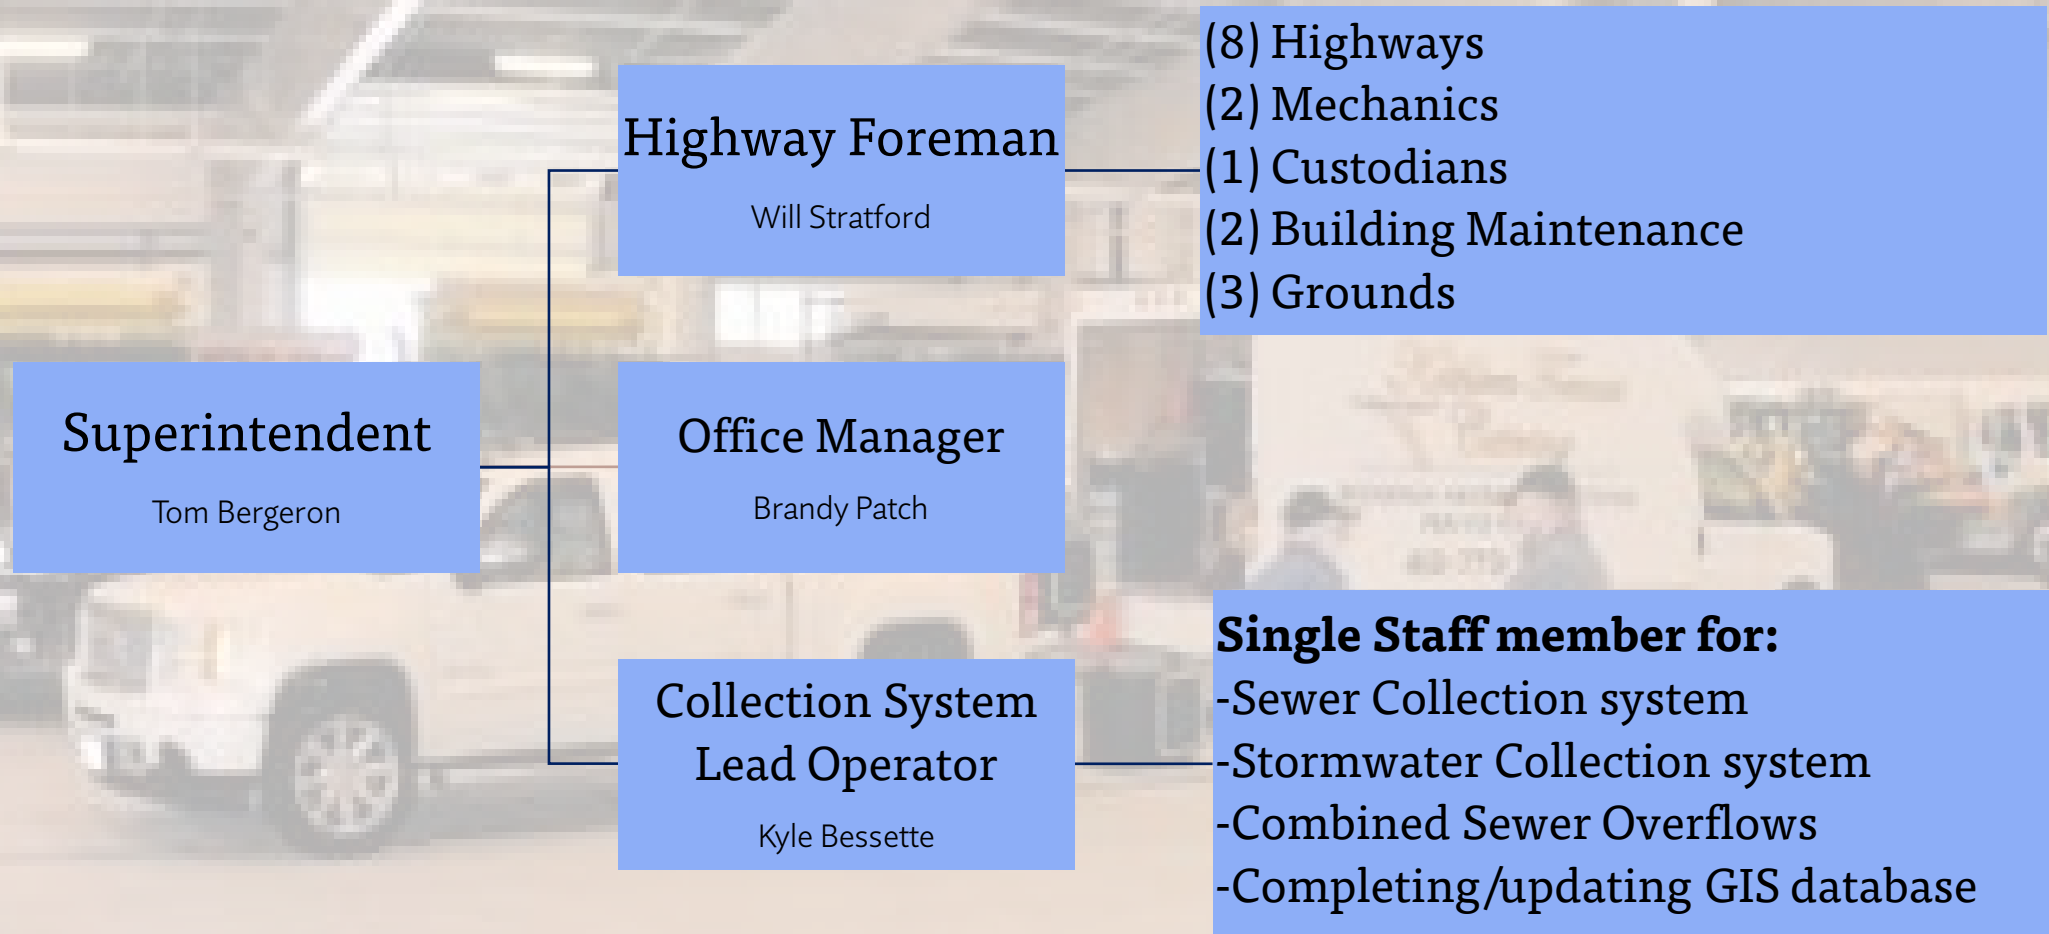 Superintendent
Tom Bergeron
Highway Foreman
Will Stratford
(8) Highways
(2) Mechanics
(1) Custodians
(2) Building Maintenance
(3) Grounds
Office Manager
Brandy Patch
Collection System
Lead Operator
Kyle Bessette
Single Staff member for:
-Sewer Collection system
-Stormwater Collection system
-Combined Sewer Overflows
-Completing/updating GIS database